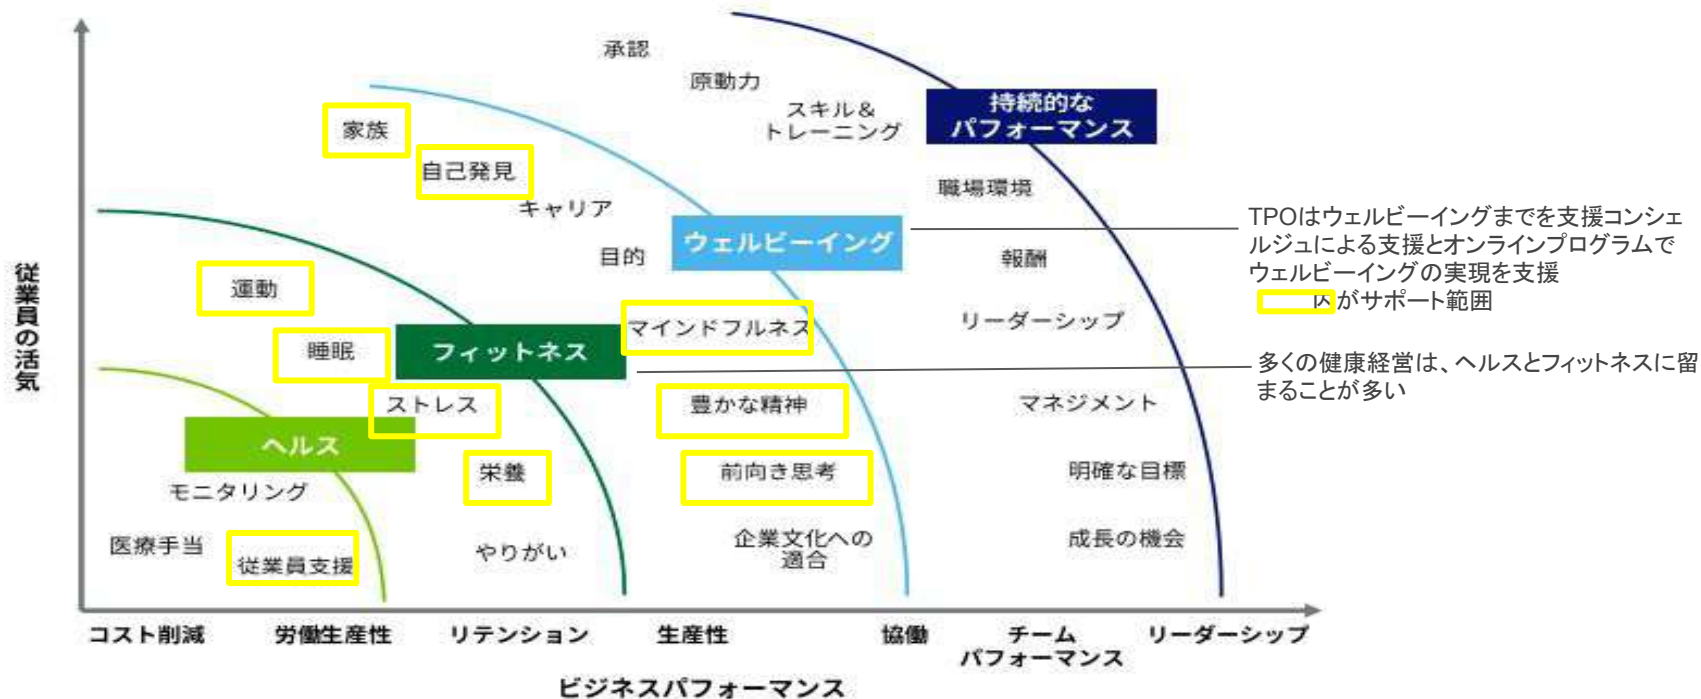 承認
原動力
スキル&
トレーニング
持続的な
パフォーマンス
家族
自己発見
キャリア
目的
ウェルビーイング
職場環境
報酬
リーダーシップ
TPOはウェルビーイングまでを支援コンシェ
ルジュによる支援とオンラインプログラムで
ウェルビーイングの実現を支援
内がサポート範囲
従業員の活気
運動
睡眠
フィットネス
マインドフルネス
多くの健康経営は、ヘルスとフィットネスに留
まることが多い
ストレス
豊かな精神
マネジメント
ヘルス
栄養
前向き思考
明確な目標
モニタリング
医療手当
従業員支援
やりがい
企業文化への
適合
成長の機会
コスト削減
労働生産性
リテンション
生産性
協働
チーム
パフォーマンス
リーダーシップ
ビジネスパフォーマンス